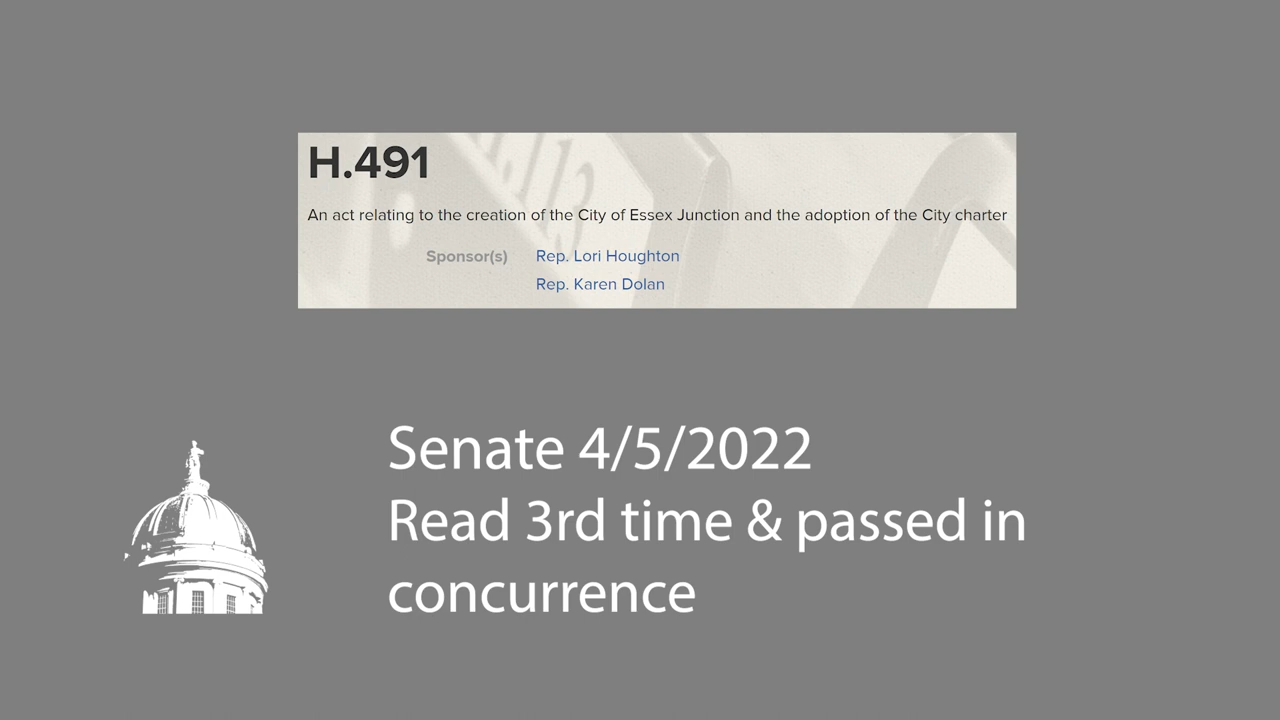 H.491
An act relating to the creation of the City of Essex Junction and the adoption of the City charter
Sponsor(s) Rep. Lori Houghton
Rep. Karen Dolan
Senate 4/5/2022
Read 3rd time & passed in
concurrence